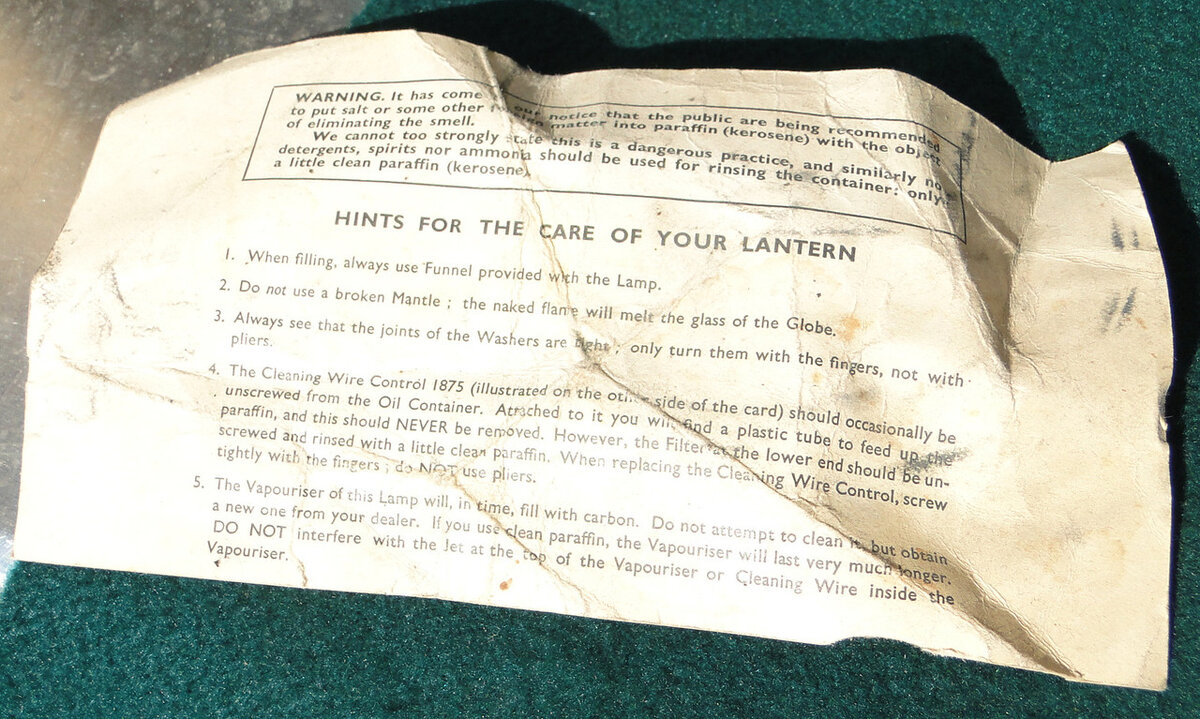 WARNING. It has come our notice that the public are being recommended
to put salt or some other matter into paraffin (kerosene) with the object
of eliminating the smell.
We cannot too strongly state this is a dangerous practice, and similarly no
detergents, spirits nor ammonia should be used for rinsing the container: only
a little clean paraffin (kerosene).
HINTS FOR THE CARE OF YOUR LANTERN
1. When filling, always use Funnel provided with the Lamp.
2. Do not use a broken Mantle ; the naked flame will melt the glass of the Globe.
3. Always see that the joints of the Washers are tight ; only turn them with the fingers, not with
pliers.
4. The Cleaning Wire Control 1875 (illustrated on the other side of the card) should occasionally be
unscrewed from the Oil Container. Attached to it you will find a plastic tube to feed up the
paraffin, and this should NEVER be removed. However, the Filter at the lower end should be un-
screwed and rinsed with a little clean paraffin. When replacing the Cleaning Wire Control, screw
tightly with the fingers ; do NOT use pliers.
5. The Vapouriser of this Lamp will, in time, fill with carbon. Do not attempt to clean it, but obtain
a new one from your dealer. If you use clean paraffin, the Vapouriser will last very much longer.
DO NOT interfere with the Jet at the top of the Vapouriser or Cleaning Wire inside the
Vapouriser.